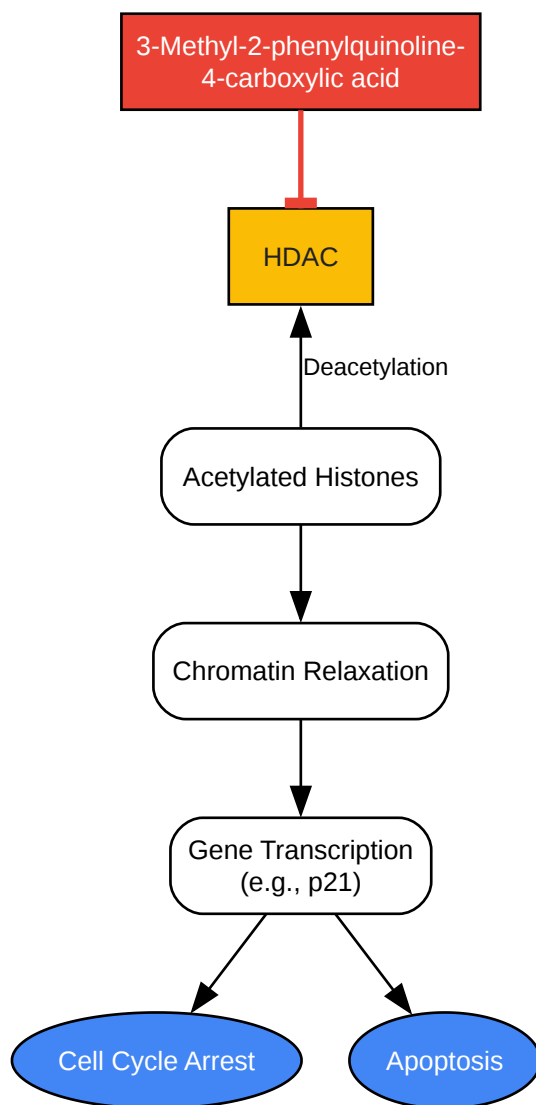 3-Methyl-2-phenylquinoline-
4-carboxylic acid
HDAC
Deacetylation
Acetylated Histones
Chromatin Relaxation
Gene Transcription
(e.g., p21)
Cell Cycle Arrest
Apoptosis